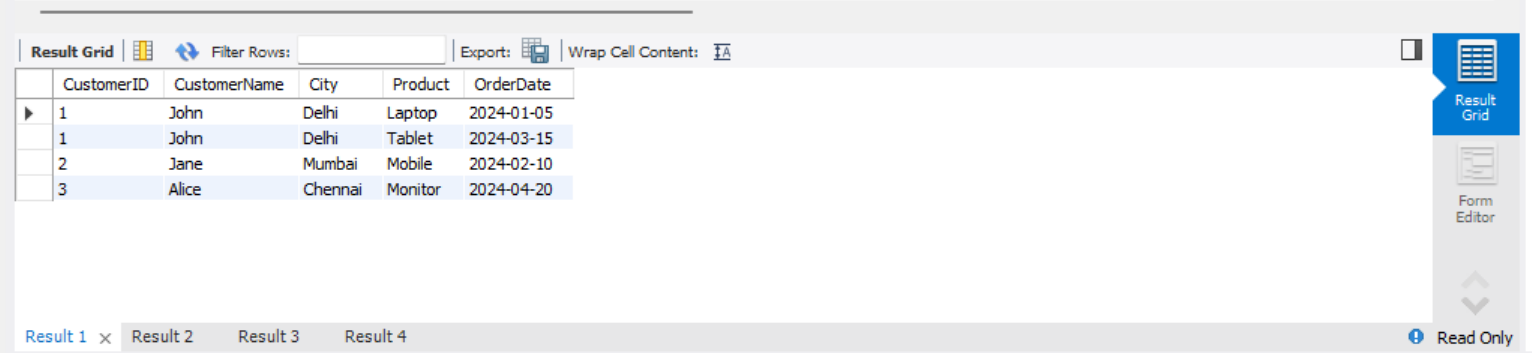 Result Grid Filter Rows: Export: Wrap Cell Content: IA
CustomerID CustomerName City Product OrderDate
1 John Delhi Laptop 2024-01-05
1 John Delhi Tablet 2024-03-15
2 Jane Mumbai Mobile 2024-02-10
3 Alice Chennai Monitor 2024-04-20
Result
Grid
Form
Editor
Result 1 Result 2 Result 3 Result 4 Read Only